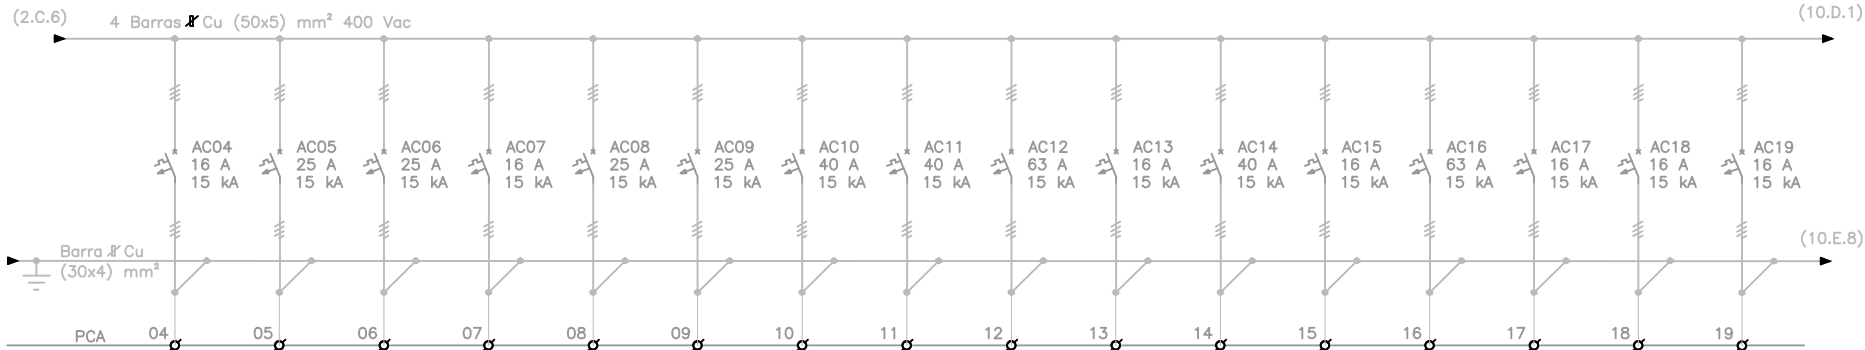 (2.C.6)
4 Barras Cu (50x5) mm² 400 Vac
(10.D.1)
AC04
16 A
15 kA
AC05
25 A
15 kA
AC06
25 A
15 kA
AC07
16 A
15 kA
AC08
25 A
15 kA
AC09
25 A
15 kA
AC10
40 A
15 kA
AC11
40 A
15 kA
AC12
63 A
15 kA
AC13
16 A
15 kA
AC14
40 A
15 kA
AC15
16 A
15 kA
AC16
63 A
15 kA
AC17
16 A
15 kA
AC18
16 A
15 kA
AC19
16 A
15 kA
Barra Cu
(30x4) mm²
(10.E.8)
PCA 04 05 06 07 08 09 10 11 12 13 14 15 16 17 18 19